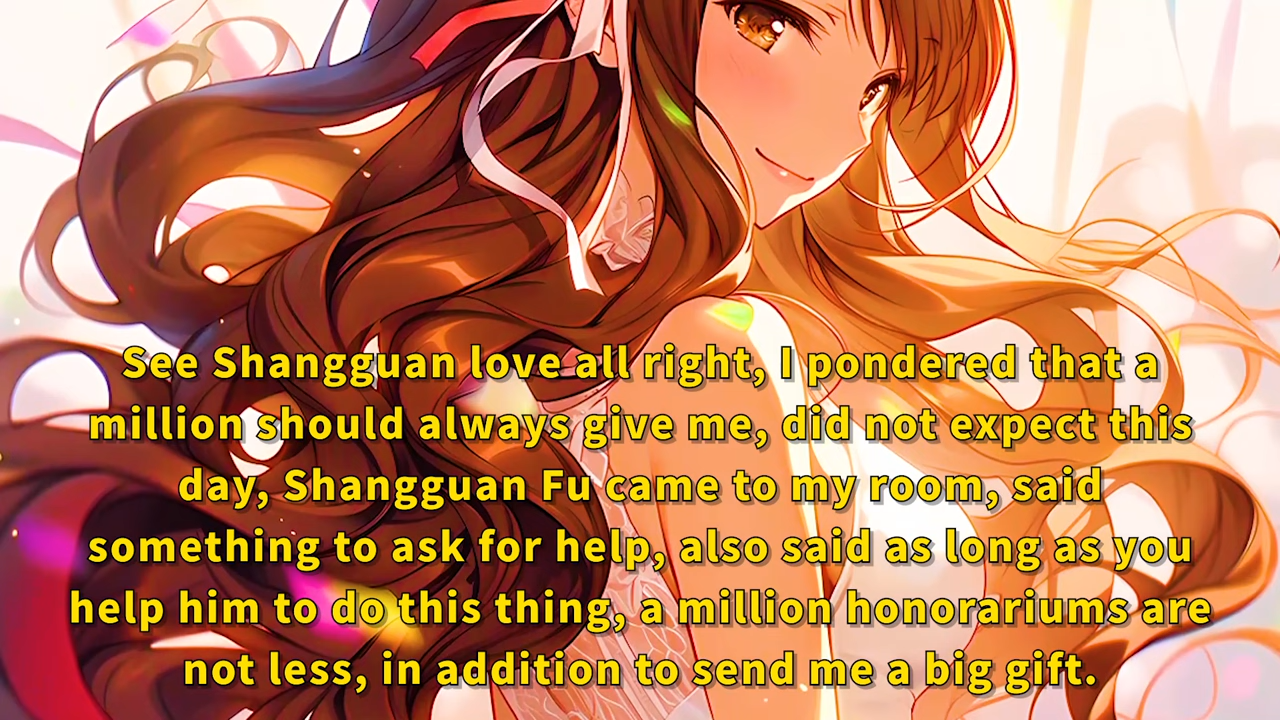 See Shangguan love all right, I pondered that a
million should always give me, did not expect this
day, Shangguan Fu came to my room, said
something to ask for help, also said as long as you
help him to do this thing, a million honorariums are
not less, in addition to send me a big gift.